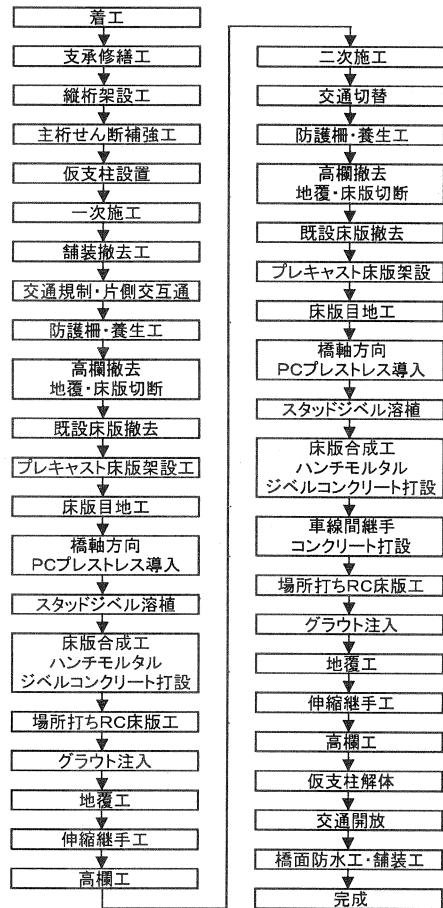 着工
支承修繕工
縦桁架設工
主桁せん断補強工
仮支柱設置
一次施工
舗装撤去工
交通規制・片側交互通
防護柵・養生工
高欄撤去
地覆・床版切断
既設床版撤去
プレキャスト床版架設工
床版目地工
橋軸方向
PCプレストレス導入
スタッドジベル溶植
床版合成工
ハンチモルタル
ジベルコンクリート打設
場所打ちRC床版工
グラウト注入
地覆工
伸縮継手工
高欄工
二次施工
交通切替
防護柵・養生工
高欄撤去
地覆・床版切断
既設床版撤去
プレキャスト床版架設
床版目地工
橋軸方向
PCプレストレス導入
スタッドジベル溶植
床版合成工
ハンチモルタル
ジベルコンクリート打設
車線間継手
コンクリート打設
場所打ちRC床版工
グラウト注入
地覆工
伸縮継手工
高欄工
仮支柱解体
交通開放
橋面防水工・舗装工
完成